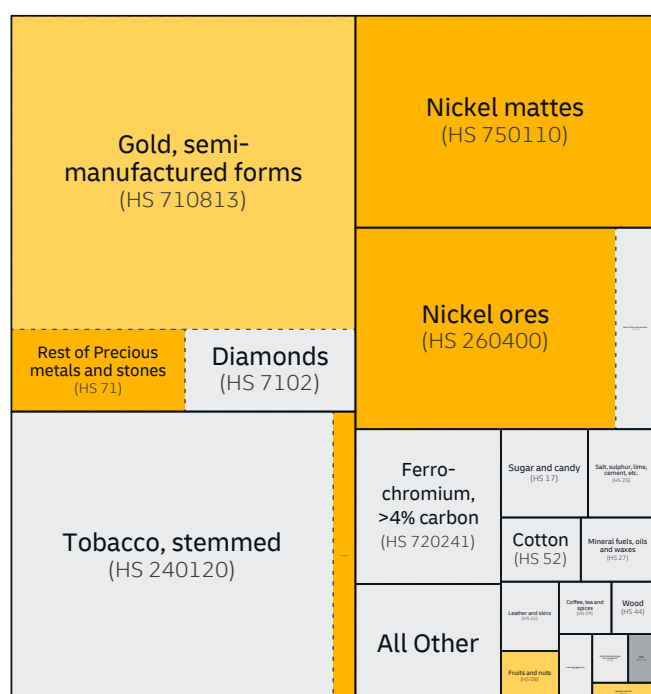 Gold, semi-
manufactured forms
(HS 710813)
Nickel mattes
(HS 750110)
Nickel ores
(HS 260400)
Rest of Precious
metals and stones
(HS 71)
Diamonds
(HS 7102)
Tobacco, stemmed
(HS 240120)
Ferro-
chromium,
>4% carbon
(HS 720241)
Sugar and candy
(HS 17)
Salt, sulphur, lime,
cement, etc.
(HS 25)
Cotton
(HS 52)
Mineral fuels, oils
and waxes
(HS 27)
All Other
Leather and skins
(HS 41)
Coffee, tea and
spices
(HS 09)
Wood
(HS 44)
Fruits and nuts
(HS 08)